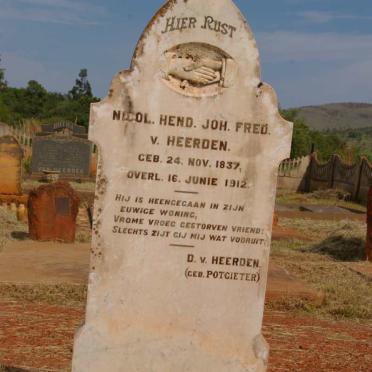 HIER RUST
NICOL. HEND. JOH. FRED.
V. HEERDEN.
GEB. 24. NOV. 1837,
OVERL. 16. JUNIE 1912.
HIJ IS HEENGEGAAN IN ZIJN
EUWIGE WONING,
VROME VROEG GESTORVEN VRIEND:
SLECHTS ZIJT GIJ MIJ WAT VOORUIT.
D. V. HEERDEN.
(GEB. POTGIETER)